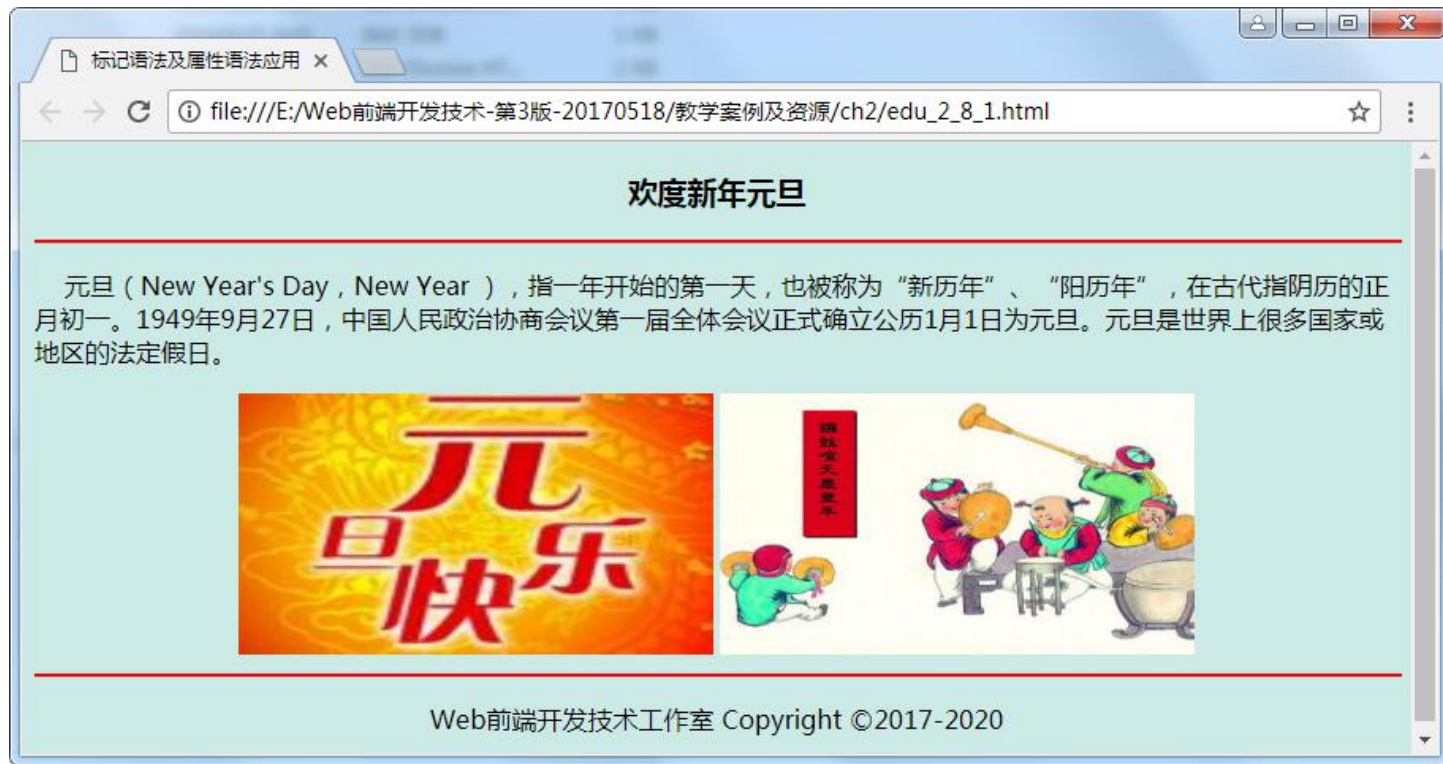 标记语法及属性语法应用
file:///E:/Web前端开发技术-第3版-20170518/教学案例及资源/ch2/edu_2_8_1.html
欢度新年元旦
元旦（New Year's Day，New Year ），指一年开始的第一天，也被称为“新历年”、“阳历年”，在古代指阴历的正
月初一。1949年9月27日，中国人民政治协商会议第一届全体会议正式确立公历1月1日为元旦。元旦是世界上很多国家或
地区的法定假日。
元
旦快乐
Web前端开发技术工作室 Copyright ©2017-2020